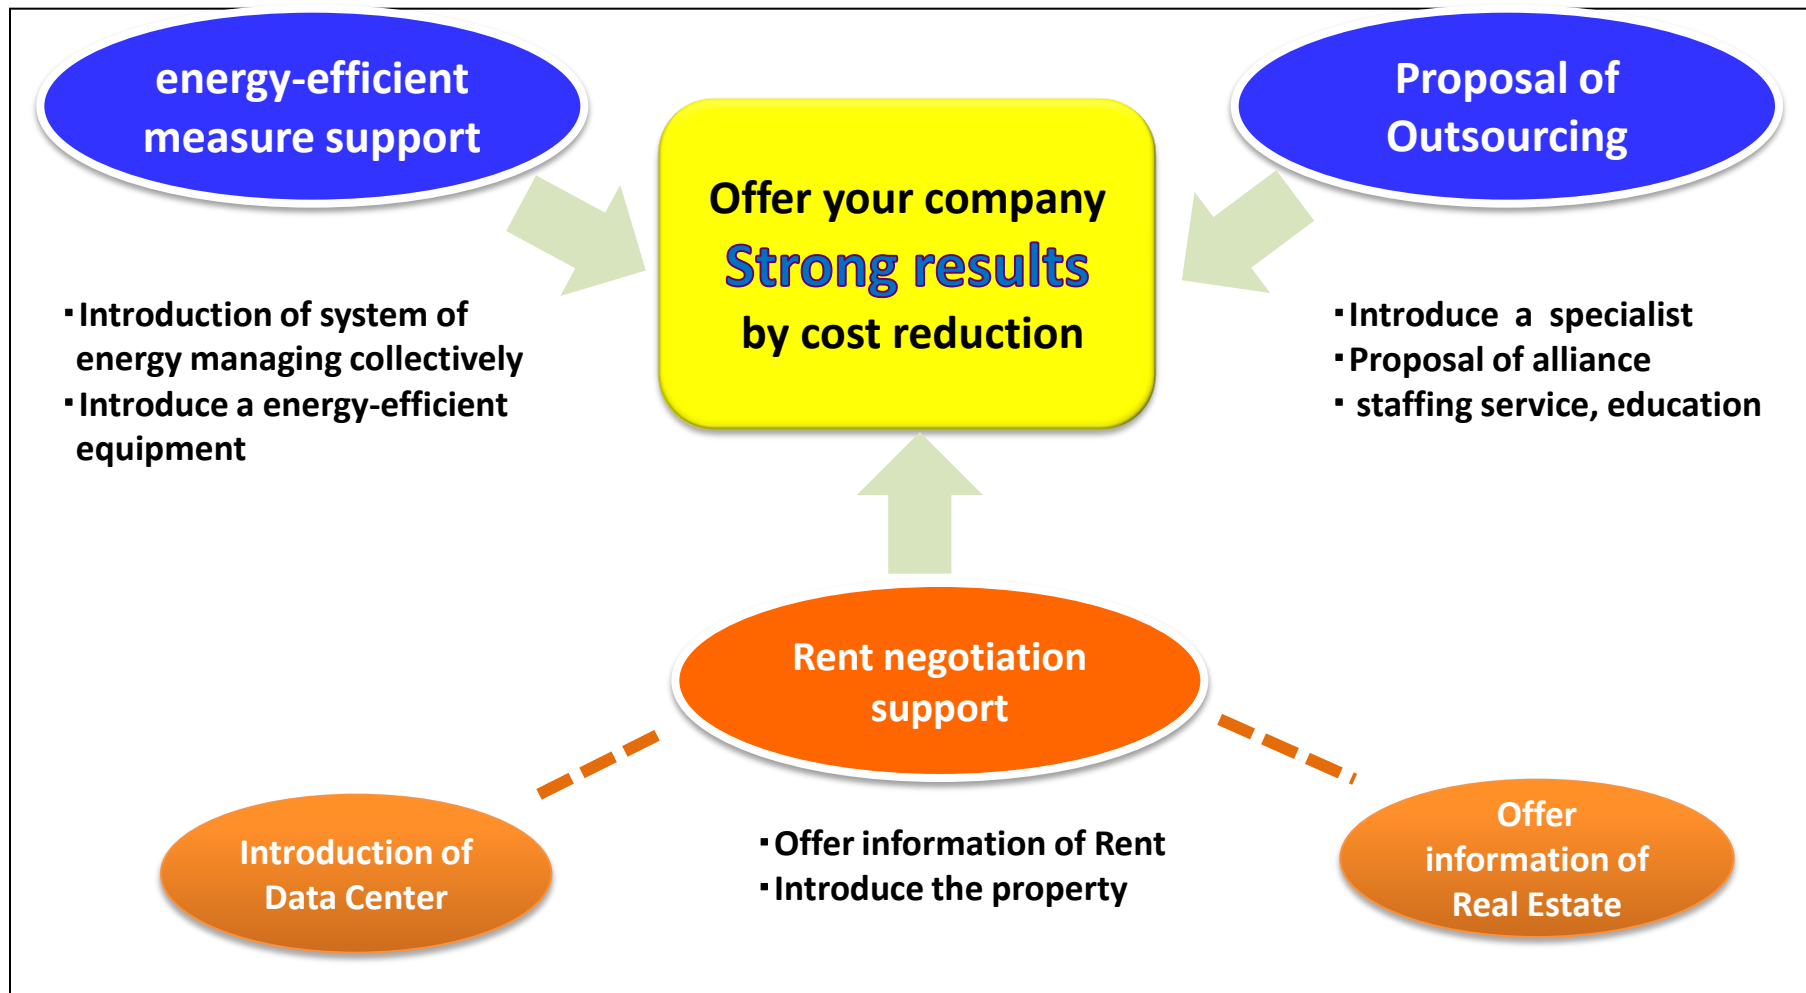 energy-efficient
measure support
Proposal of
Outsourcing
Offer your company
Strong results
by cost reduction
▪Introduction of system of
energy managing collectively
▪Introduce a energy-efficient
equipment
▪Introduce a specialist
▪Proposal of alliance
▪ staffing service, education
Rent negotiation
support
Introduction of
Data Center
▪Offer information of Rent
▪Introduce the property
Offer
information of
Real Estate